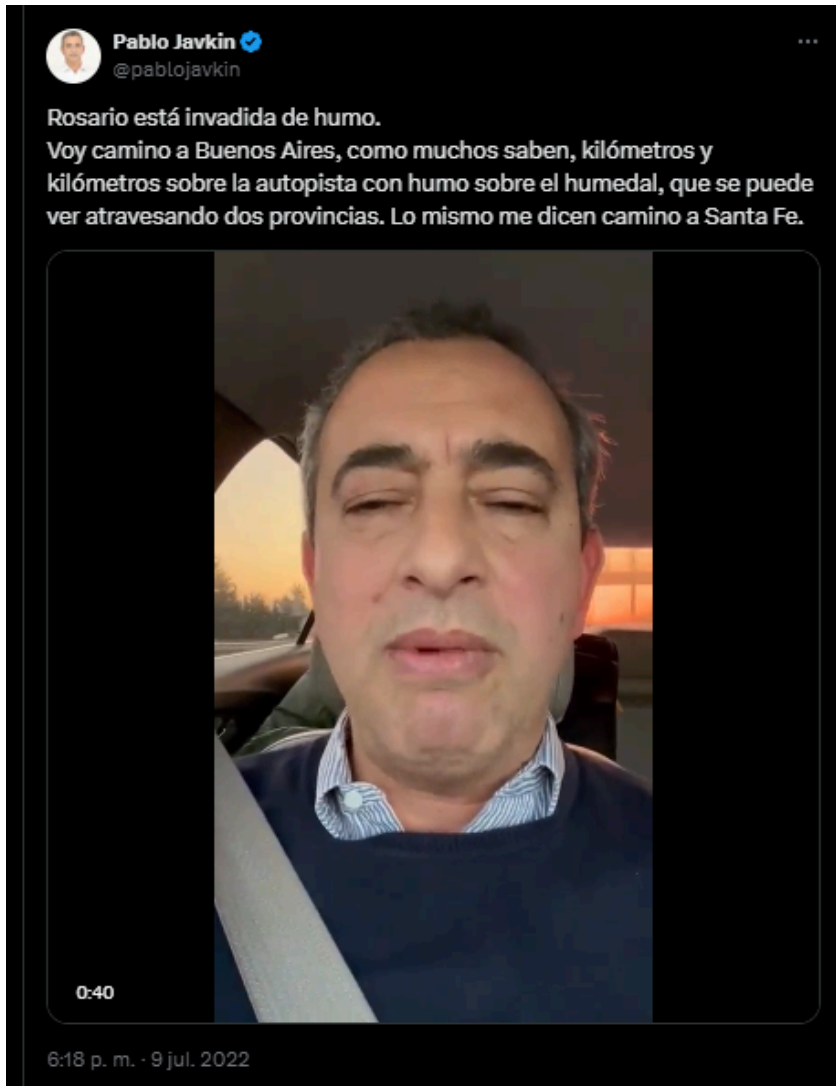 Pablo Javkin
@pablojavkin
Rosario está invadida de humo.
Voy camino a Buenos Aires, como muchos saben, kilómetros y
kilómetros sobre la autopista con humo sobre el humedal, que se puede
ver atravesando dos provincias. Lo mismo me dicen camino a Santa Fe.
0:40
6:18 p. m. · 9 jul. 2022